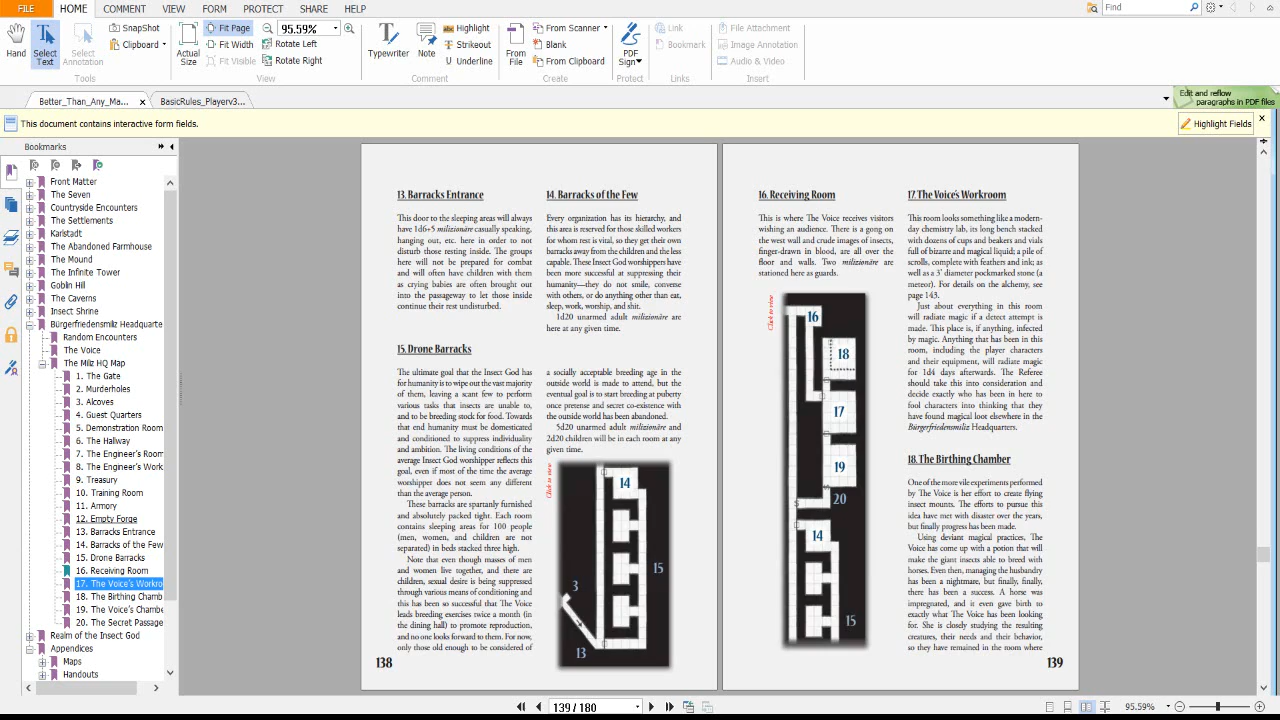 FILE HOME COMMENT VIEW FORM PROTECT SHARE HELP Find
Hand
Select Text
Select Annotation
SnapShot
Clipboard
Tools
Actual Size
Fit Page
Fit Width
Fit Visible
95.59%
Rotate Left
Rotate Right
View
Typewriter
Note
Highlight
Strikeout
Underline
Comment
From File
From Scanner
Blank
From Clipboard
Create
PDF Sign
Protect
Link
Bookmark
Links
File Attachment
Image Annotation
Audio & Video
Insert
Better_Than_Any_Ma...
BasicRules_Playerv3...
Edit and reflow
paragraphs in PDF files
This document contains interactive form fields.
Highlight Fields
Bookmarks
Front Matter
The Seven
Countryside Encounters
The Settlements
Karlstadt
The Abandoned Farmhouse
The Mound
The Infinite Tower
Goblin Hill
The Caverns
Insect Shrine
Bürgerfriedensmilz Headquarte
Random Encounters
The Voice
The Milz HQ Map
1. The Gate
2. Murderholes
3. Alcoves
4. Guest Quarters
5. Demonstration Room
6. The Hallway
7. The Engineer's Room
8. The Engineer's Work
9. Treasury
10. Training Room
11. Armory
12. Empty Forge
13. Barracks Entrance
14. Barracks of the Few
15. Drone Barracks
16. Receiving Room
17. The Voice's Workro
18. The Birthing Chamb
19. The Voice's Chambe
20. The Secret Passage
Realm of the Insect God
Appendices
Maps
Handouts
13. Barracks Entrance
This door to the sleeping areas will always
have 1d6+5 milizionäre casually speaking,
hanging out, etc. here in order to not
disturb those resting inside. The groups
here will not be prepared for combat
and will often have children with them
as crying babies are often brought out
into the passageway to let those inside
continue their rest undisturbed.
14. Barracks of the Few
Every organization has its hierarchy, and
this area is reserved for those skilled workers
for whom rest is vital, so they get their own
barracks away from the children and the less
capable. These Insect God worshippers have
been more successful at suppressing their
humanity—they do not smile, convene
with others, or do anything other than eat,
sleep, work, worship, and shit.
1d20 unarmed adult milizionäre are
here at any given time.
15. Drone Barracks
The ultimate goal that the Insect God has
for humanity is to wipe out the vast majority
of them, leaving a scant few to perform
various tasks that insects are unable to,
and to be breeding stock for food. Towards
that end humanity must be domesticated
and conditioned to suppress individuality
and ambition. The living conditions of the
average Insect God worshipper reflects this
goal, even if most of the time the average
worshipper does not seem any different
than the average person.
These barracks are spartanly furnished
and absolutely packed tight. Each room
contains sleeping areas for 100 people
(men, women, and children are not
separated) in beds stacked three high.
Note that even though masses of men
and women live together, and there are
children, sexual desire is being suppressed
through various means of conditioning and
this has been so successful that The Voice
leads breeding exercises twice a month (in
the dining hall) to promote reproduction,
and no one looks forward to them. For now,
only those old enough to be considered of
a socially acceptable breeding age in the
outside world is made to attend, but the
eventual goal is to start breeding at puberty
once pretense and secret co-existence with
the outside world has been abandoned.
5d20 unarmed adult milizionäre and
2d20 children will be in each room at any
given time.
Click to view
14
15
3
13
138
16. Receiving Room
This is where The Voice receives visitors
wishing an audience. There is a gong on
the west wall and crude images of insects,
finger-drawn in blood, are all over the
floor and walls. Two milizionäre are
stationed here as guards.
Click to view
16
18
17
19
20
14
15
17. The Voice's Workroom
This room looks something like a modern-
day chemistry lab, its long bench stacked
with dozens of cups and beakers and vials
full of bizarre and magical liquid; a pile of
scrolls, complete with feathers and ink; as
well as a 3' diameter pockmarked stone (a
meteor). For details on the alchemy, see
page 143.
Just about everything in this room
will radiate magic if a detect attempt is
made. This place is, if anything, infected
by magic. Anything that has been in this
room, including the player characters
and their equipment, will radiate magic
for 1d4 days afterwards. The Referee
should take this into consideration and
decide exactly who has been in here to
fool characters into thinking that they
have found magical loot elsewhere in the
Bürgerfriedensmiliz Headquarters.
18. The Birthing Chamber
One of the more vile experiments performed
by The Voice is her effort to create flying
insect mounts. The efforts to pursue this
idea have met with disaster over the years,
but finally progress has been made.
Using deviant magical practices, The
Voice has come up with a potion that will
make the giant insects able to breed with
horses. Even then, managing the husbandry
has been a nightmare, but finally, finally,
there has been a success. A horse was
impregnated, and it even gave birth to
exactly what The Voice has been looking
for. She is closely studying the resulting
creatures, their needs and their behavior,
so they have remained in the room where
139
139 / 180
95.59%